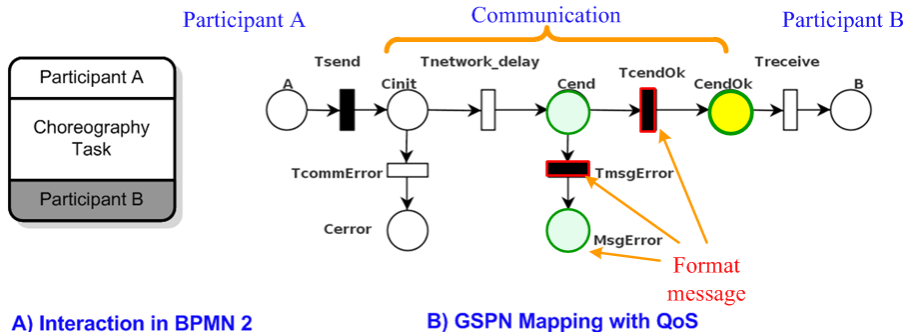 Participant A
Communication
Participant B
Participant A
Choreography
Task
Participant B
A
Tsend
Cinit
Tnetwork_delay
Cend
TcendOk
CendOk
Treceive
B
TcommError
TmsgError
Cerror
MsgError
Format
message
A) Interaction in BPMN 2
B) GSPN Mapping with QoS